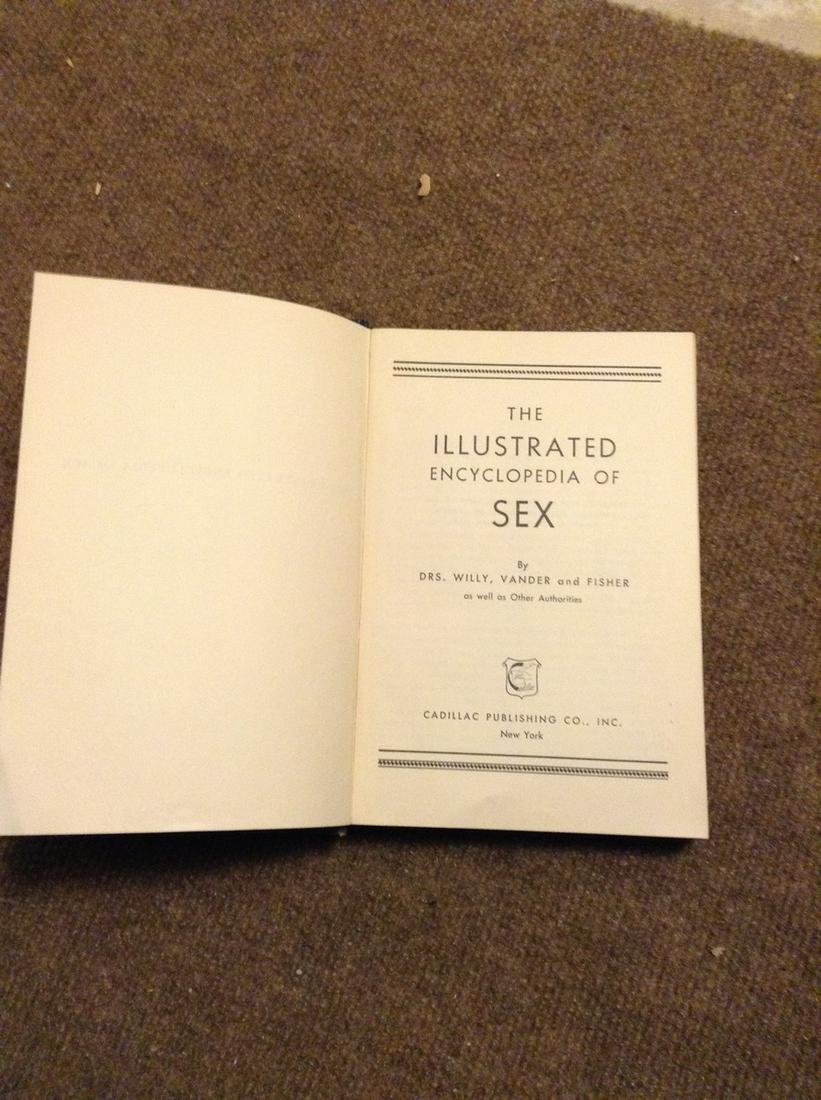 THE
ILLUSTRATED
ENCYCLOPEDIA OF
SEX
By
DRS. WILLY, VANDER and FISHER
as well as Other Authorities
CADILLAC PUBLISHING CO., INC.
New York